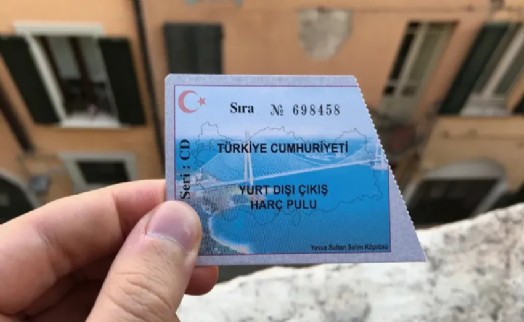 Sıra № 698458
Seri : CD
TÜRKİYE CUMHURİYETİ
YURT DIŞI ÇIKIŞ
HARÇ PULU
Yavuz Sultan Selim Köprüsü